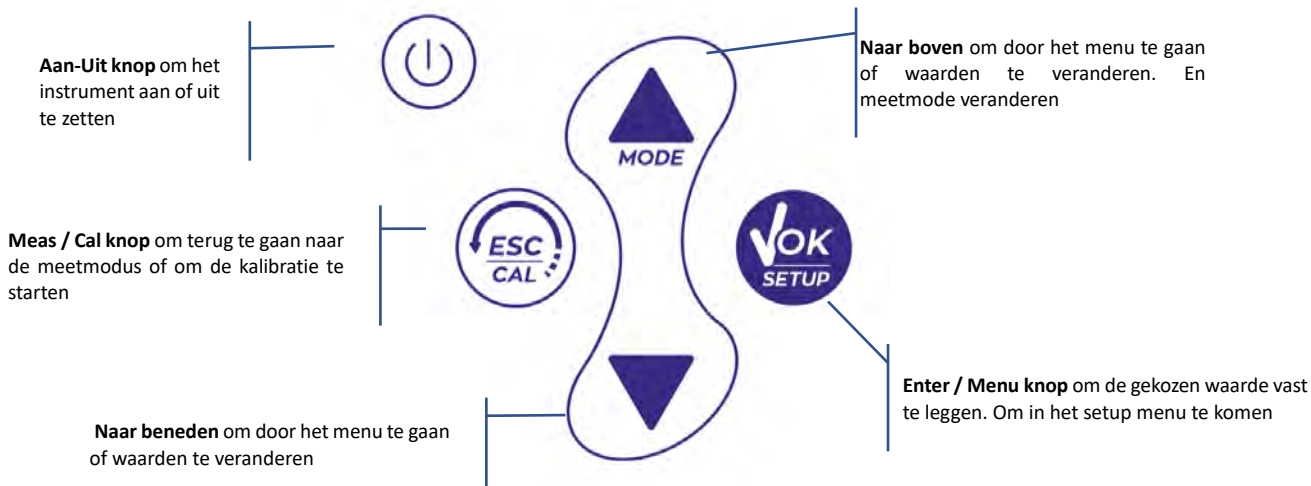 Aan-Uit knop om het
instrument aan of uit
te zetten
Naar boven om door het menu te gaan
of waarden te veranderen. En
meetmode veranderen
MODE
Meas / Cal knop om terug te gaan naar
de meetmodus of om de kalibratie te
starten
ESC
CAL
OK
SETUP
Enter / Menu knop om de gekozen waarde vast
te leggen. Om in het setup menu te komen
Naar beneden om door het menu te gaan
of waarden te veranderen